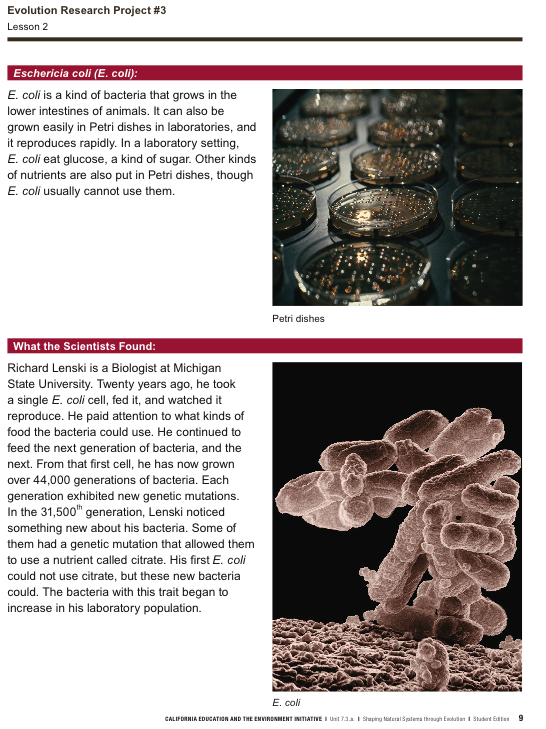 Evolution Research Project #3
Lesson 2
Eschericia coli (E. coli):
E. coli is a kind of bacteria that grows in the
lower intestines of animals. It can also be
grown easily in Petri dishes in laboratories, and
it reproduces rapidly. In a laboratory setting,
E. coli eat glucose, a kind of sugar. Other kinds
of nutrients are also put in Petri dishes, though
E. coli usually cannot use them.
Petri dishes
What the Scientists Found:
Richard Lenski is a Biologist at Michigan
State University. Twenty years ago, he took
a single E. coli cell, fed it, and watched it
reproduce. He paid attention to what kinds of
food the bacteria could use. He continued to
feed the next generation of bacteria, and the
next. From that first cell, he has now grown
over 44,000 generations of bacteria. Each
generation exhibited new genetic mutations.
In the 31,500th generation, Lenski noticed
something new about his bacteria. Some of
them had a genetic mutation that allowed them
to use a nutrient called citrate. His first E. coli
could not use citrate, but these new bacteria
could. The bacteria with this trait began to
increase in his laboratory population.
E. coli
CALIFORNIA EDUCATION AND THE ENVIRONMENT INITIATIVE I Unit 7.3.a. I Shaping Natural Systems through Evolution I Student Edition 9